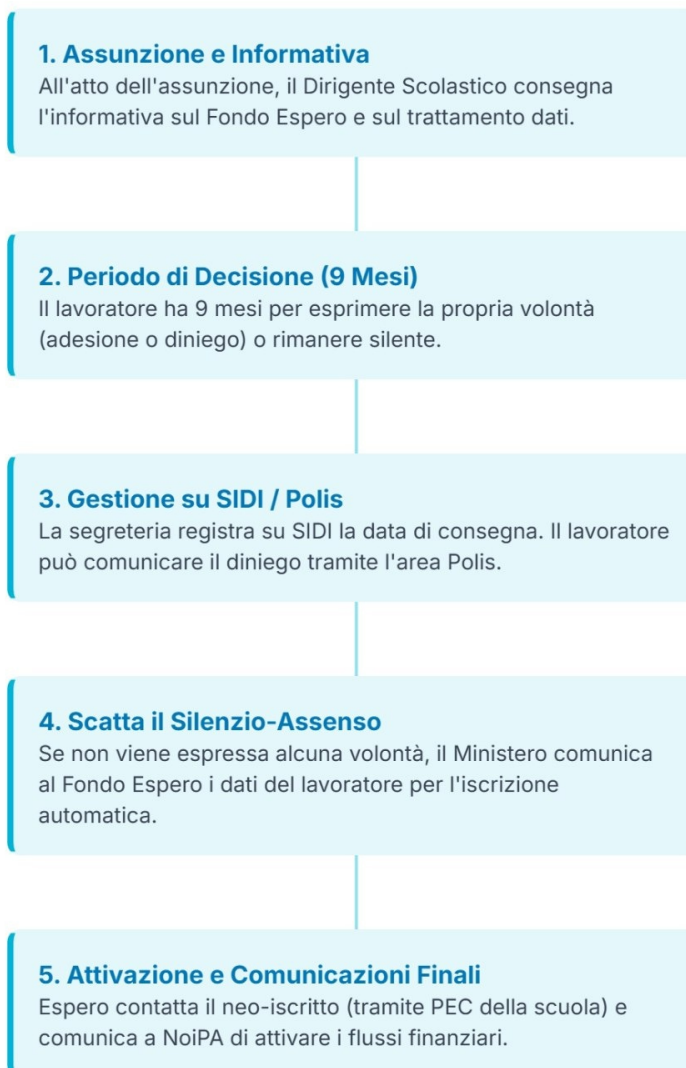 1. Assunzione e Informativa
All'atto dell'assunzione, il Dirigente Scolastico consegna
l'informativa sul Fondo Espero e sul trattamento dati.
2. Periodo di Decisione (9 Mesi)
Il lavoratore ha 9 mesi per esprimere la propria volontà
(adesione o diniego) o rimanere silente.
3. Gestione su SIDI / Polis
La segreteria registra su SIDI la data di consegna. Il lavoratore
può comunicare il diniego tramite l'area Polis.
4. Scatta il Silenzio-Assenso
Se non viene espressa alcuna volontà, il Ministero comunica
al Fondo Espero i dati del lavoratore per l'iscrizione
automatica.
5. Attivazione e Comunicazioni Finali
Espero contatta il neo-iscritto (tramite PEC della scuola) e
comunica a NoiPA di attivare i flussi finanziari.